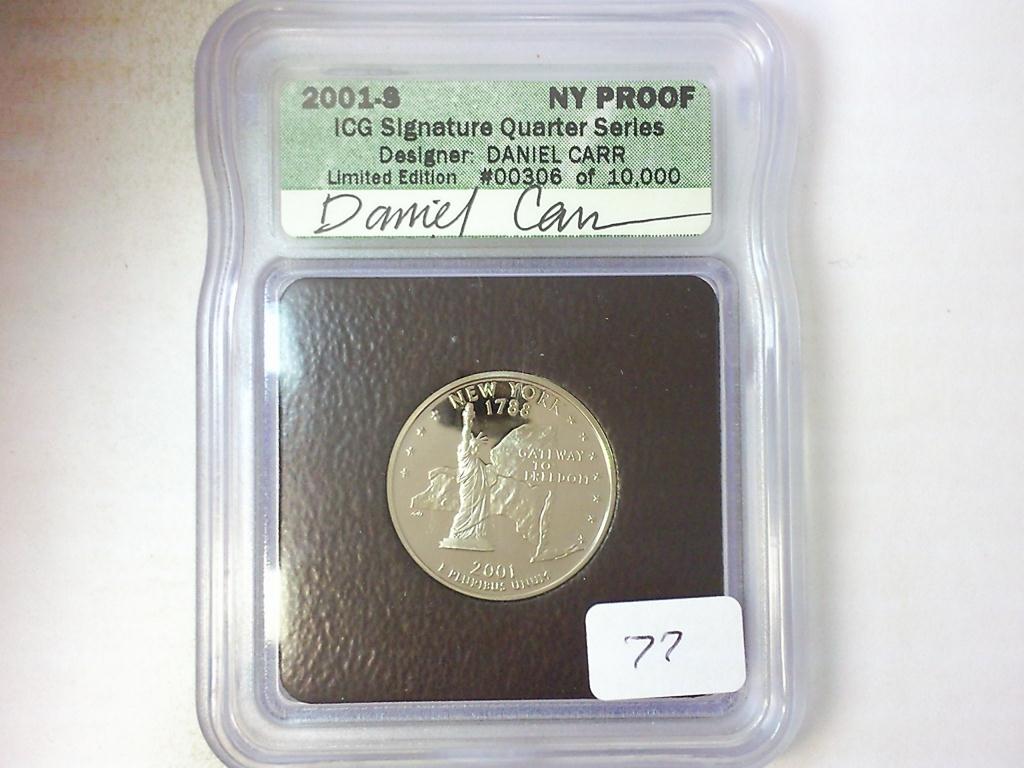 2001-S NY PROOF
ICG Signature Quarter Series
Designer: DANIEL CARR
Limited Edition #00306 of 10,000
Daniel Carr
NEW YORK
1788
GATEWAY
TO
FREEDOM
2001
E PLURIBUS UNUM
77